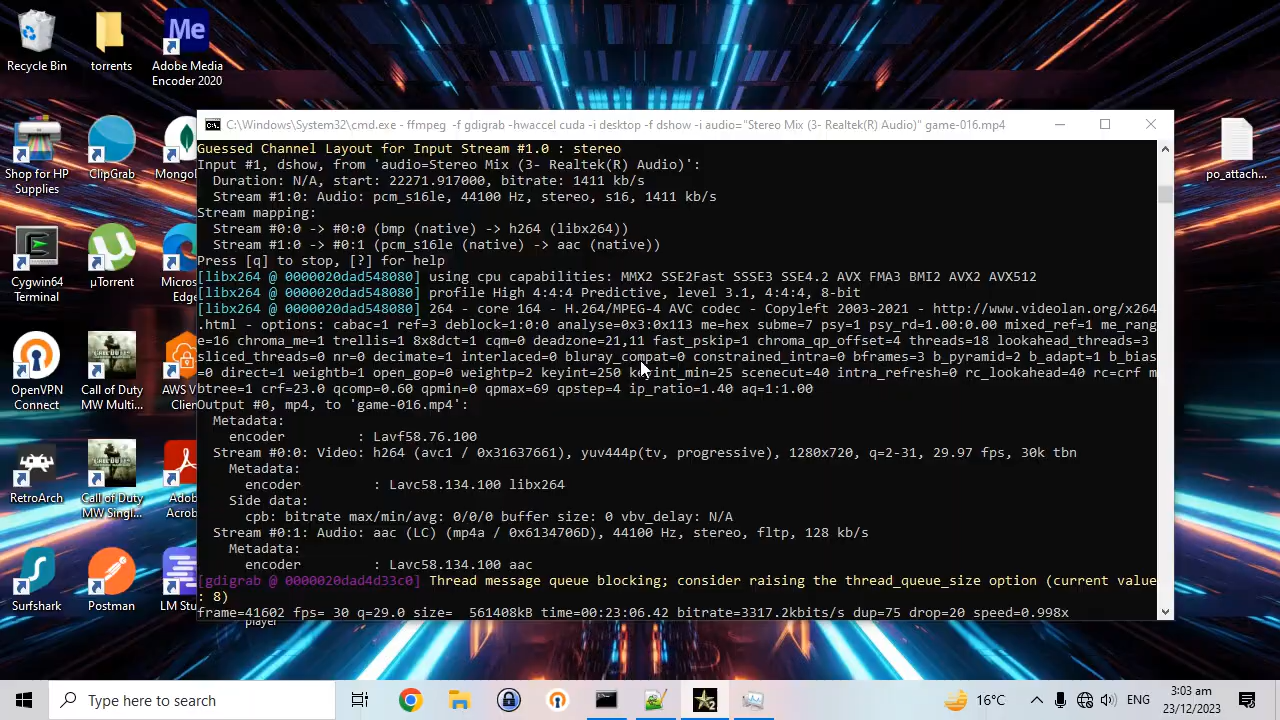 Recycle Bin
torrents
Me
Adobe Media
Encoder 2020
Shop for HP
Supplies
ClipGrab
Mongol
Cygwin64
Terminal
µTorrent
Micros
Edge
OpenVPN
Connect
Call of Duty
MW Multi...
AWS V
Clien
RetroArch
Call of Duty
MW Singl...
Adob
Acrob
Surfshark
Postman
LM Stu
player
po_attach...
C:\Windows\System32\cmd.exe - ffmpeg -f gdigrab -hwaccel cuda -i desktop -f dshow -i audio="Stereo Mix (3- Realtek(R) Audio)" game-016.mp4
Guessed Channel Layout for Input Stream #1.0 : stereo
Input #1, dshow, from 'audio=Stereo Mix (3- Realtek(R) Audio)':
Duration: N/A, start: 22271.917000, bitrate: 1411 kb/s
Stream #1:0: Audio: pcm_s16le, 44100 Hz, stereo, s16, 1411 kb/s
Stream mapping:
Stream #0:0 -> #0:0 (bmp (native) -> h264 (libx264))
Stream #1:0 -> #0:1 (pcm_s16le (native) -> aac (native))
Press [q] to stop, [?] for help
[libx264 @ 0000020dad548080] using cpu capabilities: MMX2 SSE2Fast SSSE3 SSE4.2 AVX FMA3 BMI2 AVX2 AVX512
[libx264 @ 0000020dad548080] profile High 4:4:4 Predictive, level 3.1, 4:4:4, 8-bit
[libx264 @ 0000020dad548080] 264 - core 164 - H.264/MPEG-4 AVC codec - Copyleft 2003-2021 - http://www.videolan.org/x264
.html - options: cabac=1 ref=3 deblock=1:0:0 analyse=0x3:0x113 me=hex subme=7 psy=1 psy_rd=1.00:0.00 mixed_ref=1 me_rang
e=16 chroma_me=1 trellis=1 8x8dct=1 cqm=0 deadzone=21,11 fast_pskip=1 chroma_qp_offset=4 threads=18 lookahead_threads=3
sliced_threads=0 nr=0 decimate=1 interlaced=0 bluray_compat=0 constrained_intra=0 bframes=3 b_pyramid=2 b_adapt=1 b_bias
=0 direct=1 weightb=1 open_gop=0 weightp=2 keyint=250 keyint_min=25 scenecut=40 intra_refresh=0 rc_lookahead=40 rc=crf m
btree=1 crf=23.0 qcomp=0.60 qpmin=0 qpmax=69 qpstep=4 ip_ratio=1.40 aq=1:1.00
Output #0, mp4, to 'game-016.mp4':
Metadata:
encoder : Lavf58.76.100
Stream #0:0: Video: h264 (avc1 / 0x31637661), yuv444p(tv, progressive), 1280x720, q=2-31, 29.97 fps, 30k tbn
Metadata:
encoder : Lavc58.134.100 libx264
Side data:
cpb: bitrate max/min/avg: 0/0/0 buffer size: 0 vbv_delay: N/A
Stream #0:1: Audio: aac (LC) (mp4a / 0x6134706D), 44100 Hz, stereo, fltp, 128 kb/s
Metadata:
encoder : Lavc58.134.100 aac
[gdigrab @ 0000020dad4d33c0] Thread message queue blocking; consider raising the thread_queue_size option (current value
: 8)
frame=41602 fps= 30 q=29.0 size= 561408kB time=00:23:06.42 bitrate=3317.2kbits/s dup=75 drop=20 speed=0.998x
Type here to search
16°C
ENG
3:03 am
23/12/2023